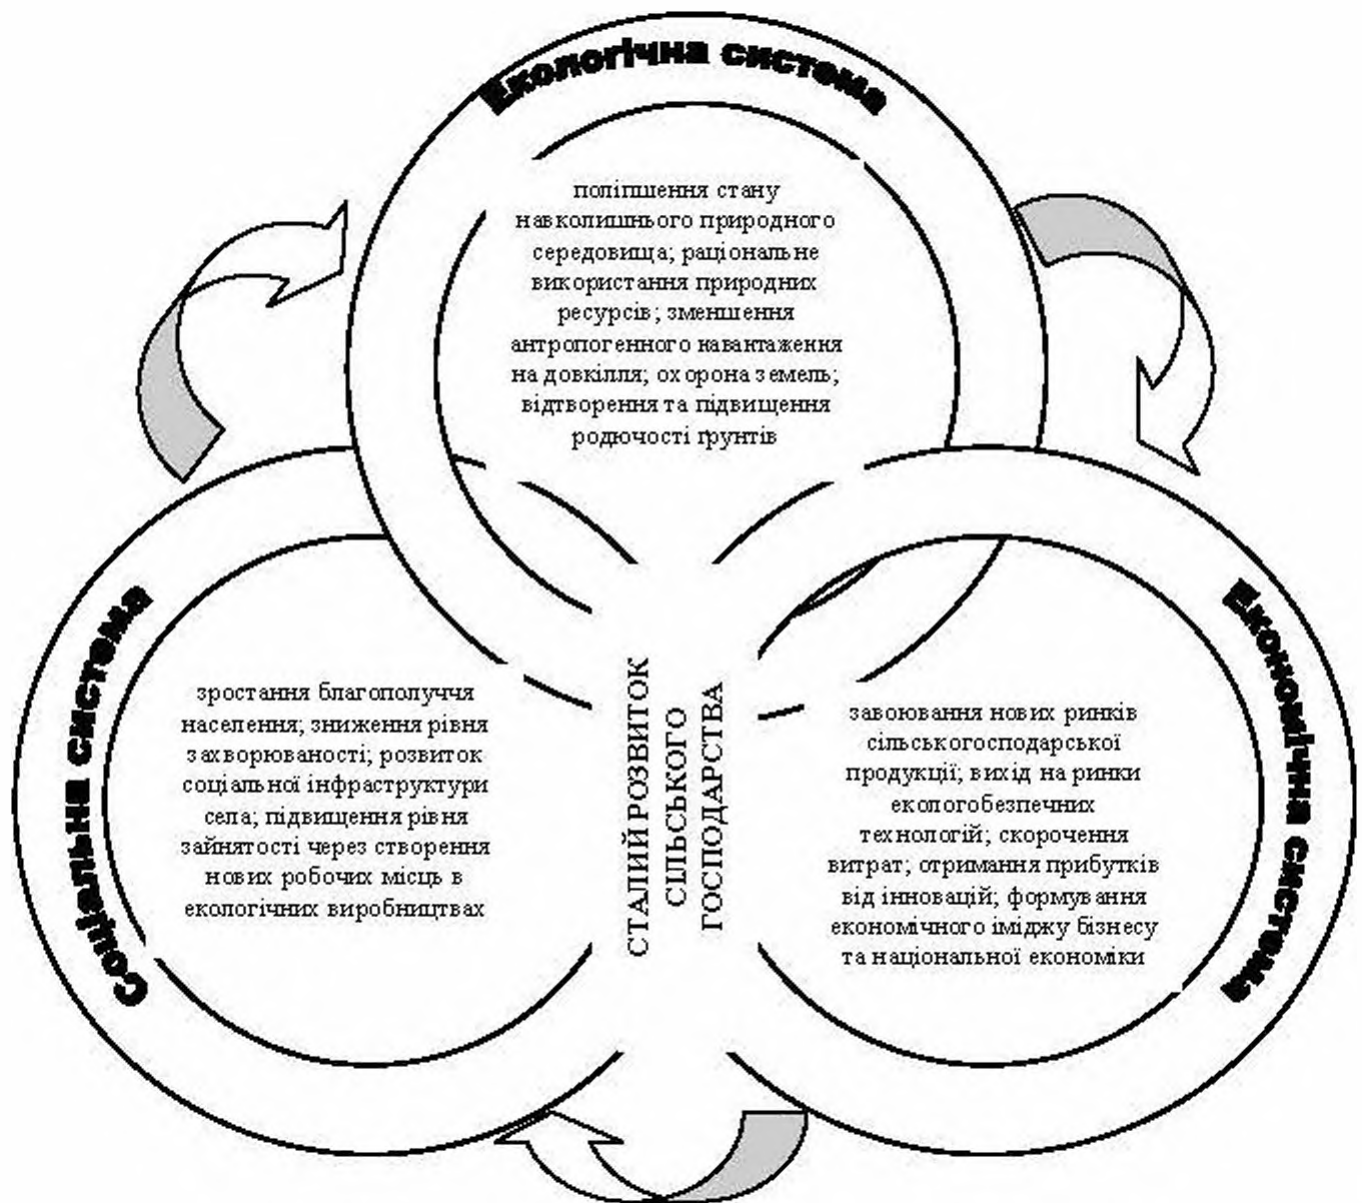 Екологічна система
поліпшення стану
навколишнього природного
середовища; раціональне
використання природних
ресурсів; зменшення
антропогенного навантаження
на довкілля; охорона земель;
відтворення та підвищення
родючості ґрунтів
Соціальна система
зростання благополуччя
населення; зниження рівня
захворюваності; розвиток
соціальної інфраструктури
села; підвищення рівня
зайнятості через створення
нових робочих місць в
екологічних виробництвах
СТАЛИЙ РОЗВИТОК
СІЛЬСЬКОГО
ГОСПОДАРСТВА
завоювання нових ринків
сільськогосподарської
продукції; вихід на ринки
екологобезпечних
технологій; скорочення
витрат; отримання прибутків
від інновацій; формування
економічного іміджу бізнесу
та національної економіки
Економічна система